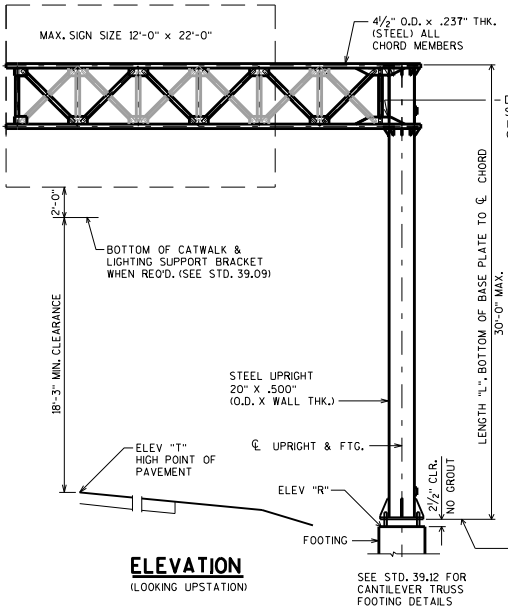 MAX. SIGN SIZE 12'-0" x 22'-0"
4½" O.D. x .237" THK.
(STEEL) ALL
CHORD MEMBERS
2'-0"
BOTTOM OF CATWALK &
LIGHTING SUPPORT BRACKET
WHEN REQ'D. (SEE STD. 39.09)
18'-3" MIN. CLEARANCE
LENGTH "L". BOTTOM OF BASE PLATE TO ℄ CHORD
30'-0" MAX.
STEEL UPRIGHT
20" X .500"
(O.D. X WALL THK.)
℄ UPRIGHT & FTG.
ELEV "T"
HIGH POINT OF
PAVEMENT
ELEV "R"
2½" CLR.
NO GROUT
FOOTING
ELEVATION
(LOOKING UPSTATION)
SEE STD. 39.12 FOR
CANTILEVER TRUSS
FOOTING DETAILS